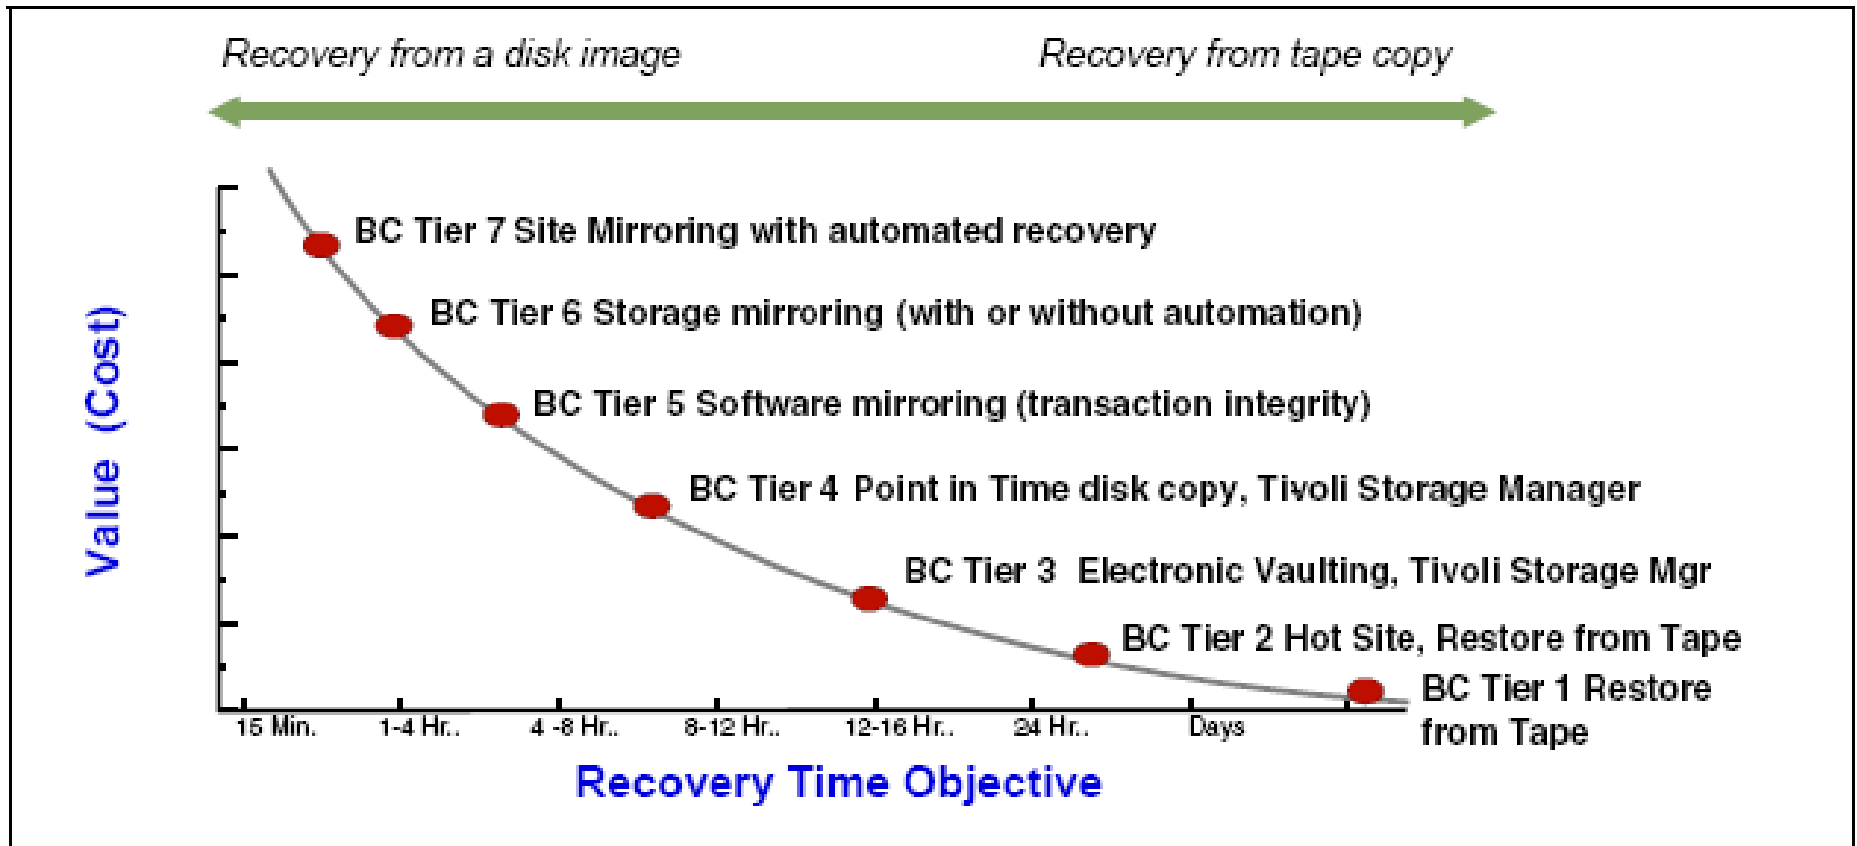 Recovery from a disk image
Recovery from tape copy
BC Tier 7 Site Mirroring with automated recovery
BC Tier 6 Storage mirroring (with or without automation)
BC Tier 5 Software mirroring (transaction integrity)
BC Tier 4 Point in Time disk copy, Tivoli Storage Manager
BC Tier 3 Electronic Vaulting, Tivoli Storage Mgr
BC Tier 2 Hot Site, Restore from Tape
BC Tier 1 Restore
from Tape
Value (Cost)
15 Min. 1-4 Hr.. 4 -8 Hr.. 8-12 Hr.. 12-16 Hr.. 24 Hr.. Days
Recovery Time Objective